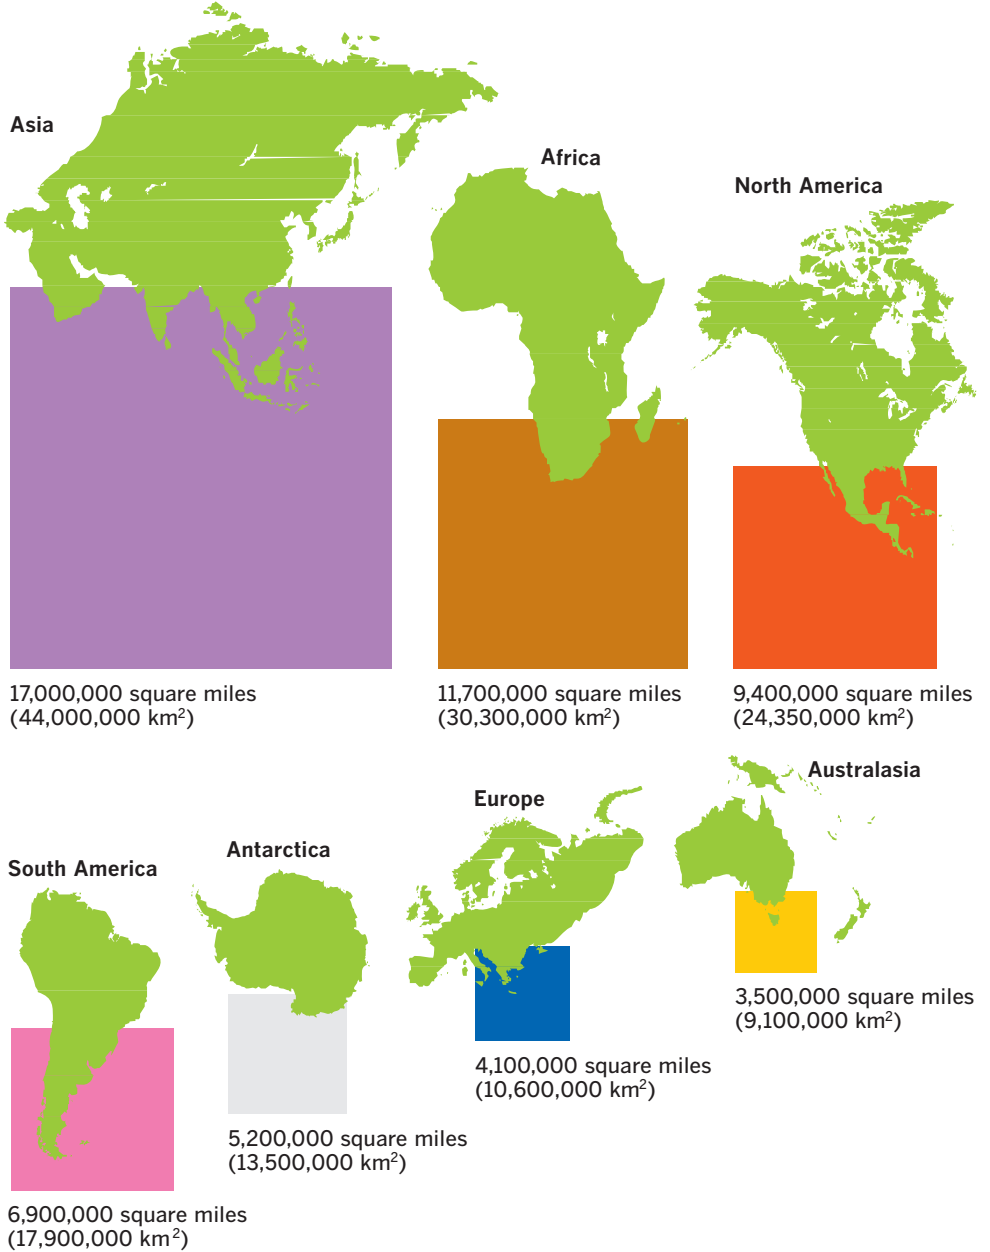 Asia
Africa
North America
17,000,000 square miles
(44,000,000 km²)
11,700,000 square miles
(30,300,000 km²)
9,400,000 square miles
(24,350,000 km²)
Australasia
Europe
Antarctica
South America
3,500,000 square miles
(9,100,000 km²)
4,100,000 square miles
(10,600,000 km²)
5,200,000 square miles
(13,500,000 km²)
6,900,000 square miles
(17,900,000 km²)